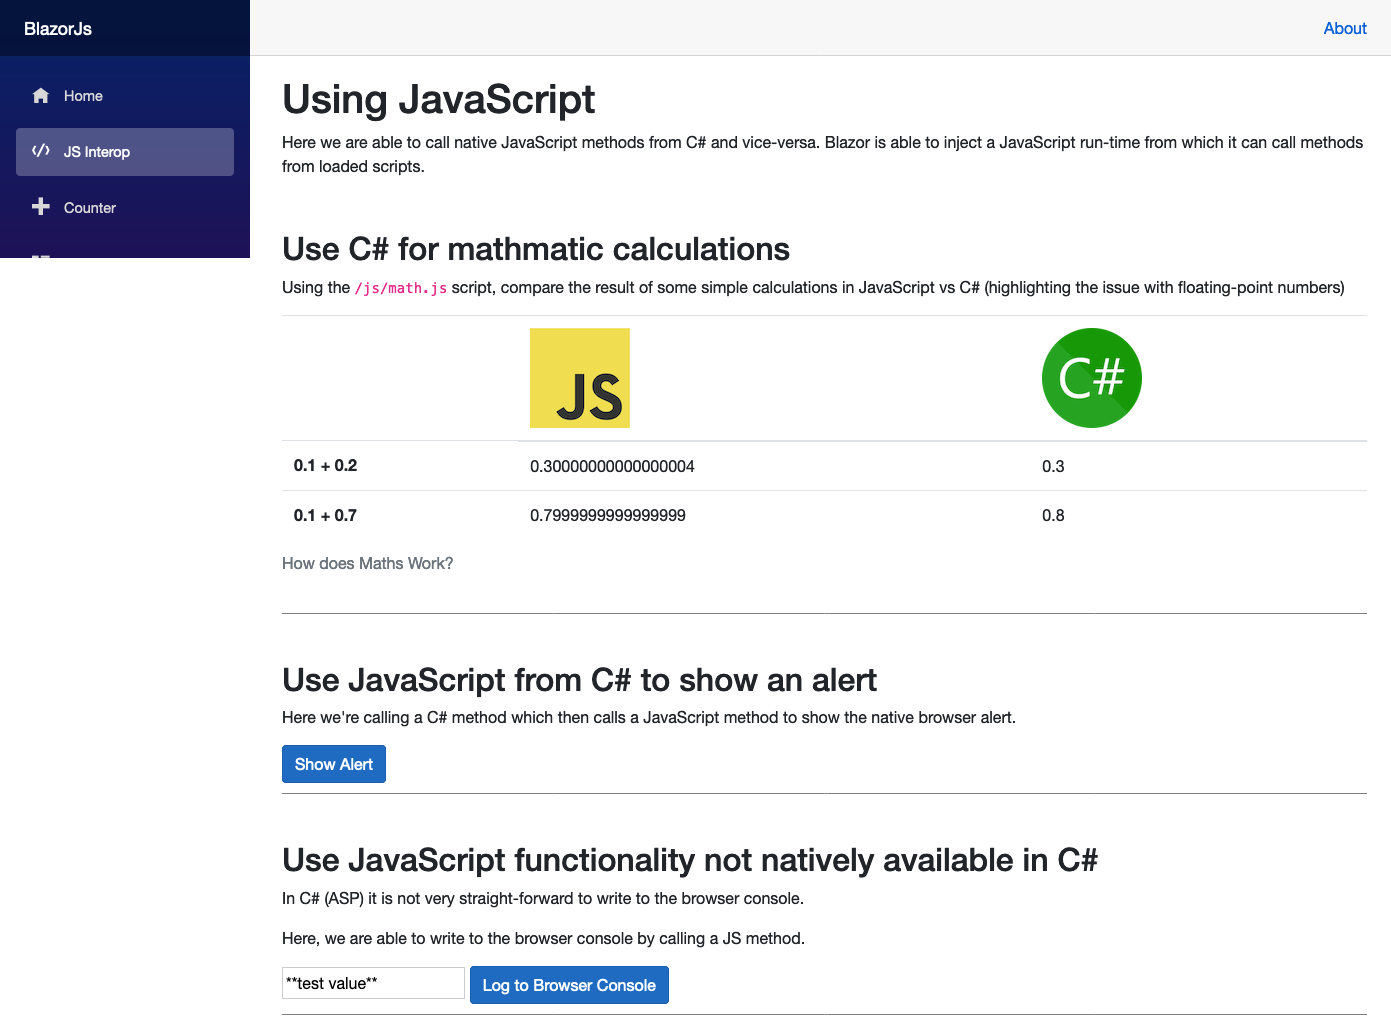 BlazorJs
About
Home
JS Interop
Counter
Using JavaScript
Here we are able to call native JavaScript methods from C# and vice-versa. Blazor is able to inject a JavaScript run-time from which it can call methods
from loaded scripts.
Use C# for mathmatic calculations
Using the /js/math.js script, compare the result of some simple calculations in JavaScript vs C# (highlighting the issue with floating-point numbers)
JS C#
0.1 + 0.2 0.30000000000000004 0.3
0.1 + 0.7 0.7999999999999999 0.8
How does Maths Work?
Use JavaScript from C# to show an alert
Here we're calling a C# method which then calls a JavaScript method to show the native browser alert.
Show Alert
Use JavaScript functionality not natively available in C#
In C# (ASP) it is not very straight-forward to write to the browser console.
Here, we are able to write to the browser console by calling a JS method.
**test value** Log to Browser Console